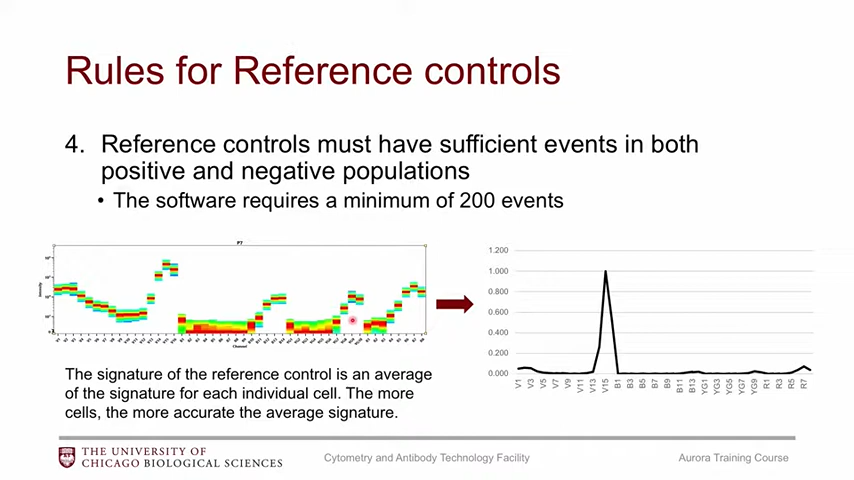 Rules for Reference controls
4. Reference controls must have sufficient events in both
positive and negative populations
• The software requires a minimum of 200 events
P7
Intensity
Channel
1.200
1.000
0.800
0.600
0.400
0.200
0.000
V1 V3 V5 V7 V9 V11 V13 V15 B1 B3 B5 B7 B9 B11 B13 YG1 YG3 YG5 YG7 YG9 R1 R3 R5 R7
The signature of the reference control is an average
of the signature for each individual cell. The more
cells, the more accurate the average signature.
THE UNIVERSITY OF
CHICAGO BIOLOGICAL SCIENCES
Cytometry and Antibody Technology Facility
Aurora Training Course